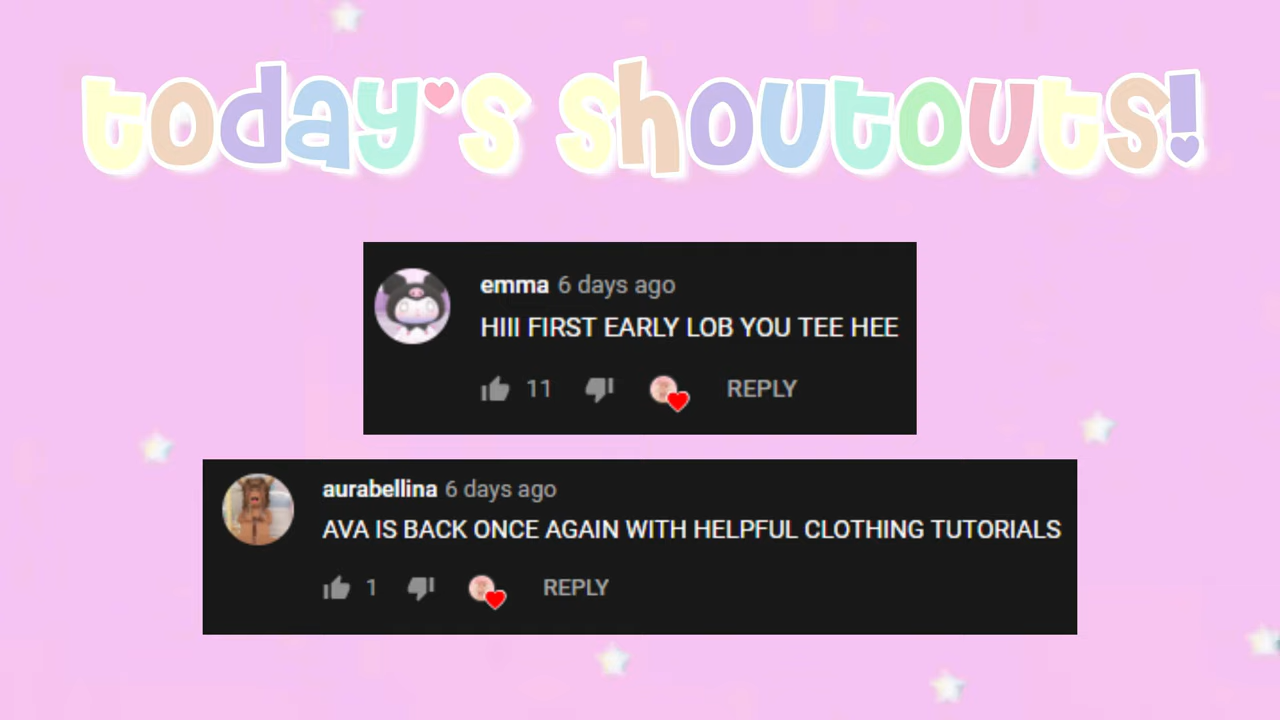 today's shoutouts!
emma 6 days ago
HIII FIRST EARLY LOB YOU TEE HEE
11 REPLY
aurabellina 6 days ago
AVA IS BACK ONCE AGAIN WITH HELPFUL CLOTHING TUTORIALS
1 REPLY